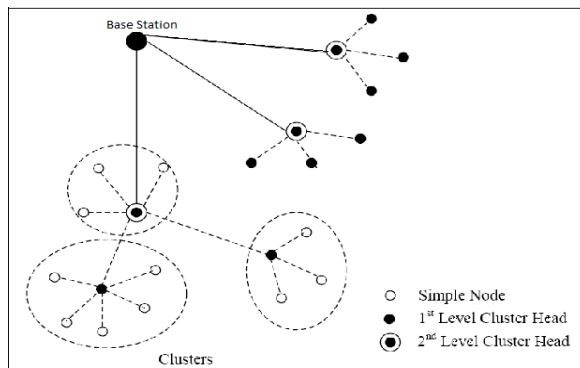 Base Station
Simple Node
1st Level Cluster Head
2nd Level Cluster Head
Clusters